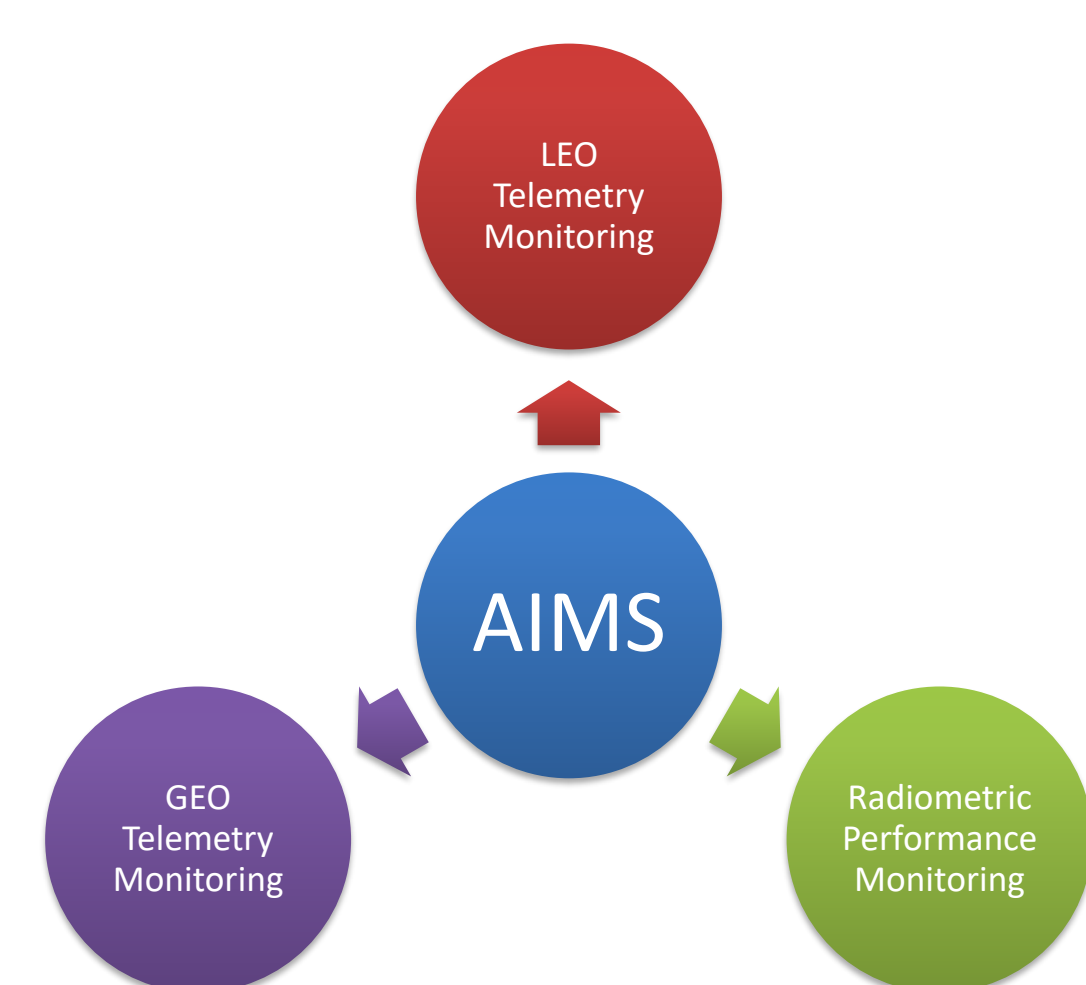 LEO
Telemetry
Monitoring
AIMS
GEO
Telemetry
Monitoring
Radiometric
Performance
Monitoring